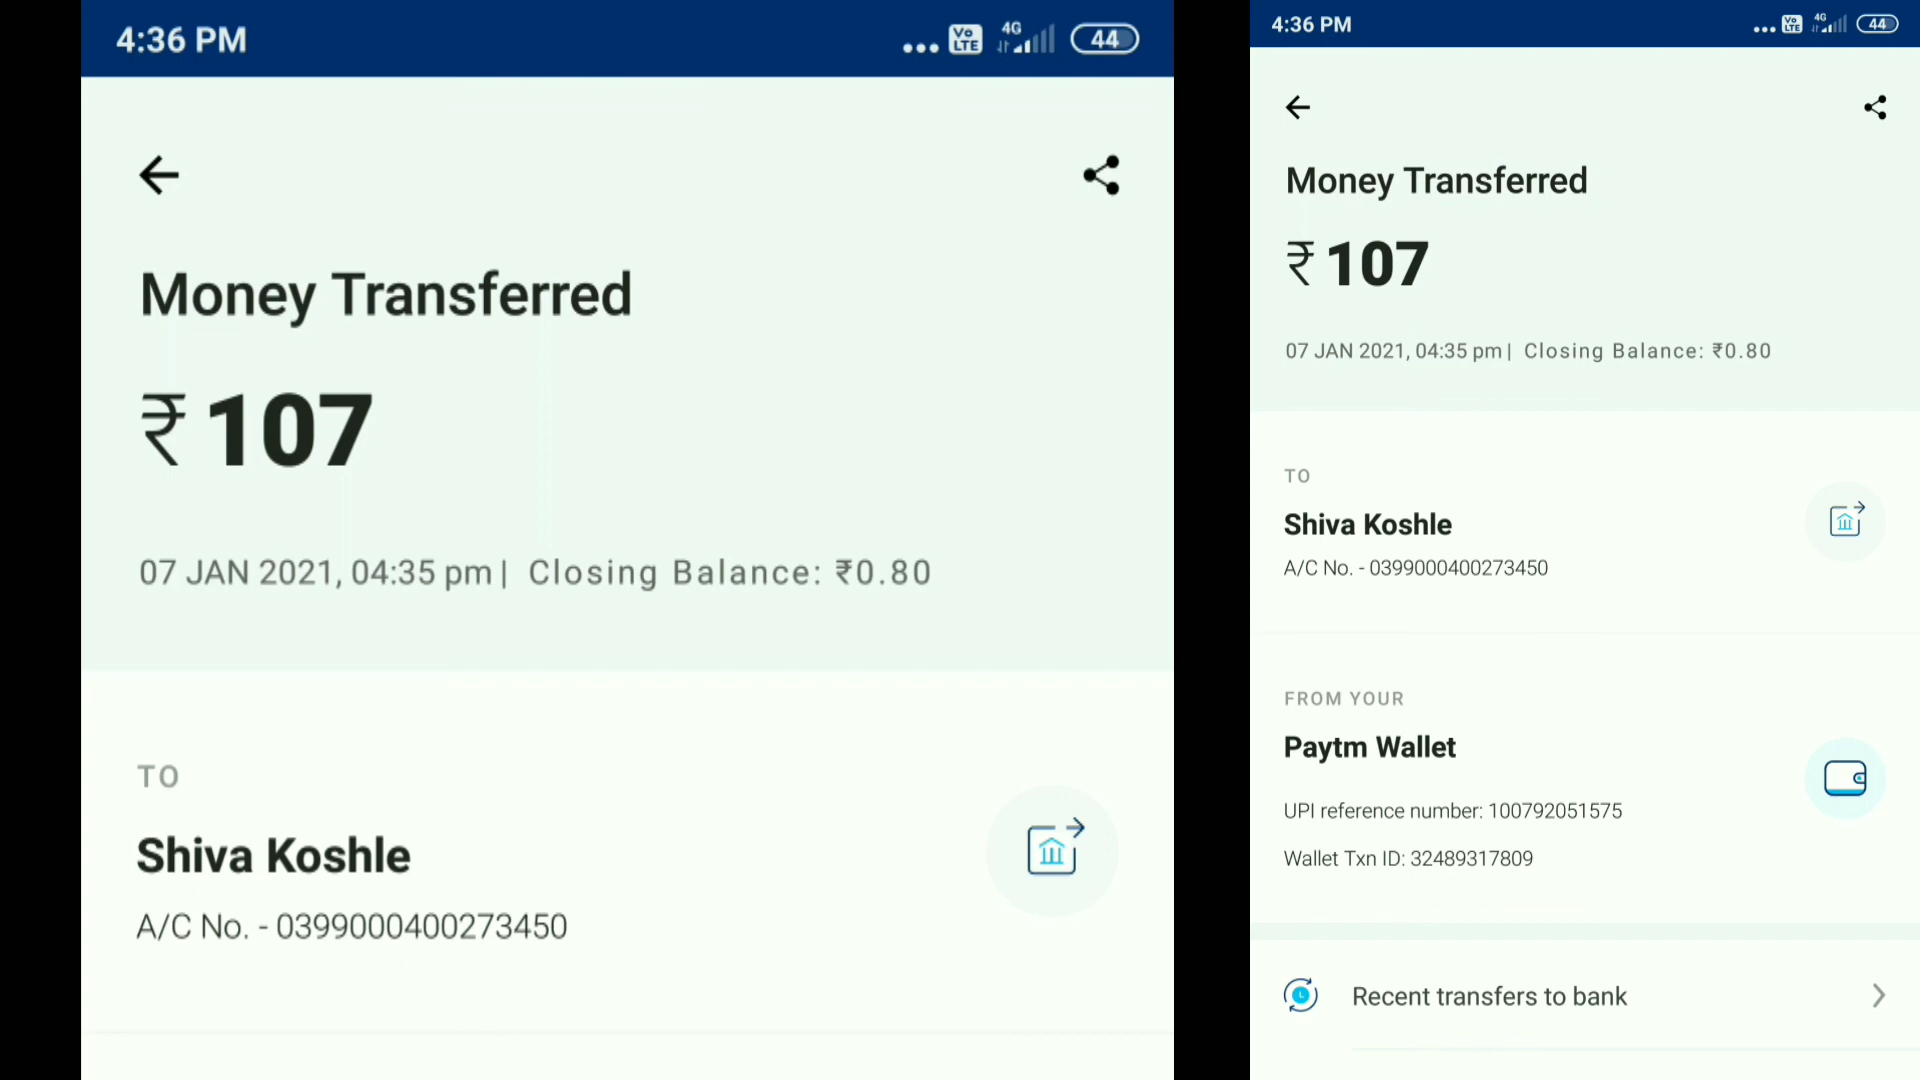 4:36 PM
Vo LTE 4G 44
Money Transferred
₹107
07 JAN 2021, 04:35 pm | Closing Balance: ₹0.80
TO
Shiva Koshle
A/C No. - 0399000400273450
4:36 PM
Vo LTE 4G 44
Money Transferred
₹107
07 JAN 2021, 04:35 pm | Closing Balance: ₹0.80
TO
Shiva Koshle
A/C No. - 0399000400273450
FROM YOUR
Paytm Wallet
UPI reference number: 100792051575
Wallet Txn ID: 32489317809
Recent transfers to bank